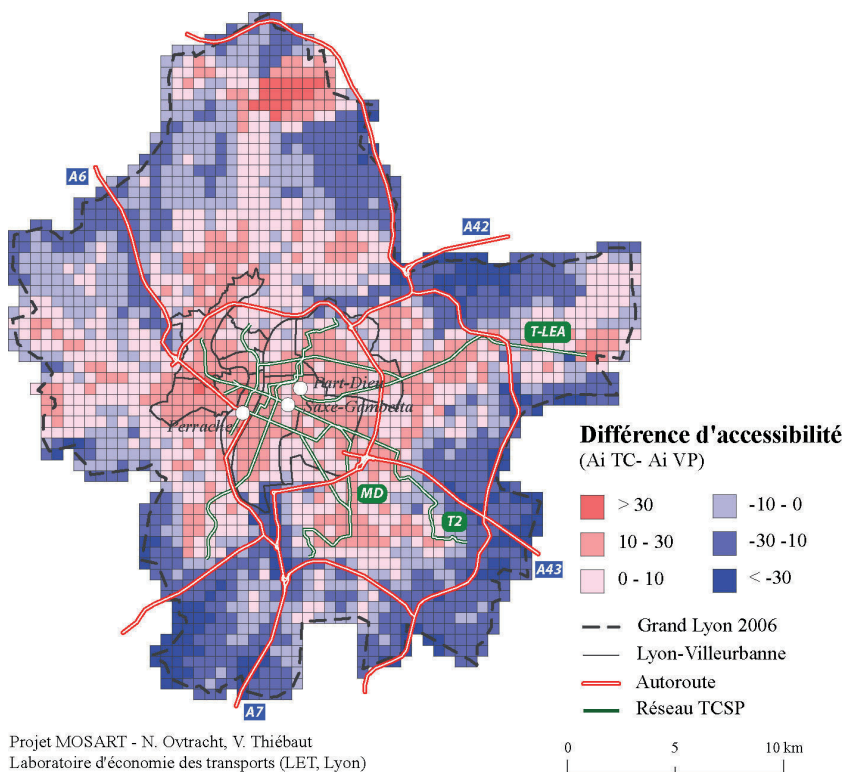 A6
A42
T-LEA
Part-Dieu
Saxe-Gambetta
Perrache
MD
T2
A43
A7
Différence d'accessibilité
(Ai TC- Ai VP)
> 30
10 - 30
0 - 10
-10 - 0
-30 -10
< -30
Grand Lyon 2006
Lyon-Villeurbanne
Autoroute
Réseau TCSP
Projet MOSART - N. Ovtracht, V. Thiébaut
Laboratoire d'économie des transports (LET, Lyon)
0 5 10 km